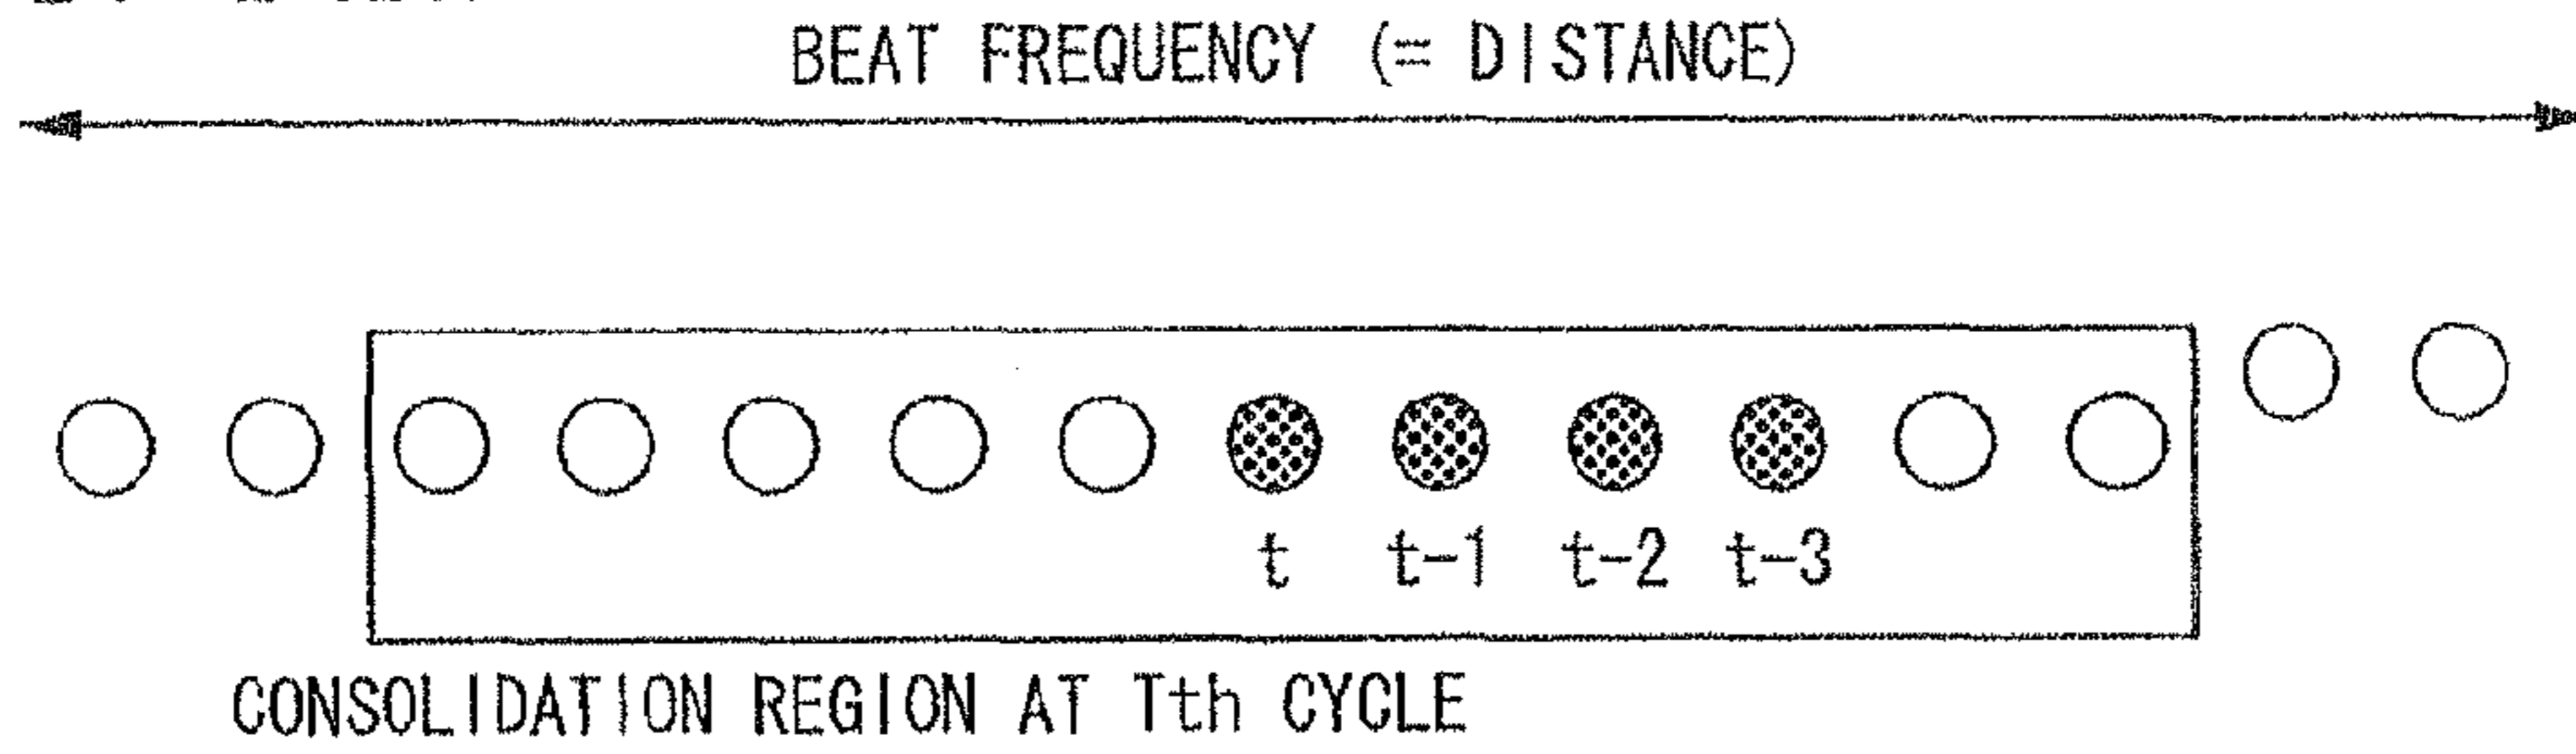 BEAT FREQUENCY (= DISTANCE)
t t-1 t-2 t-3
CONSOLIDATION REGION AT Tth CYCLE